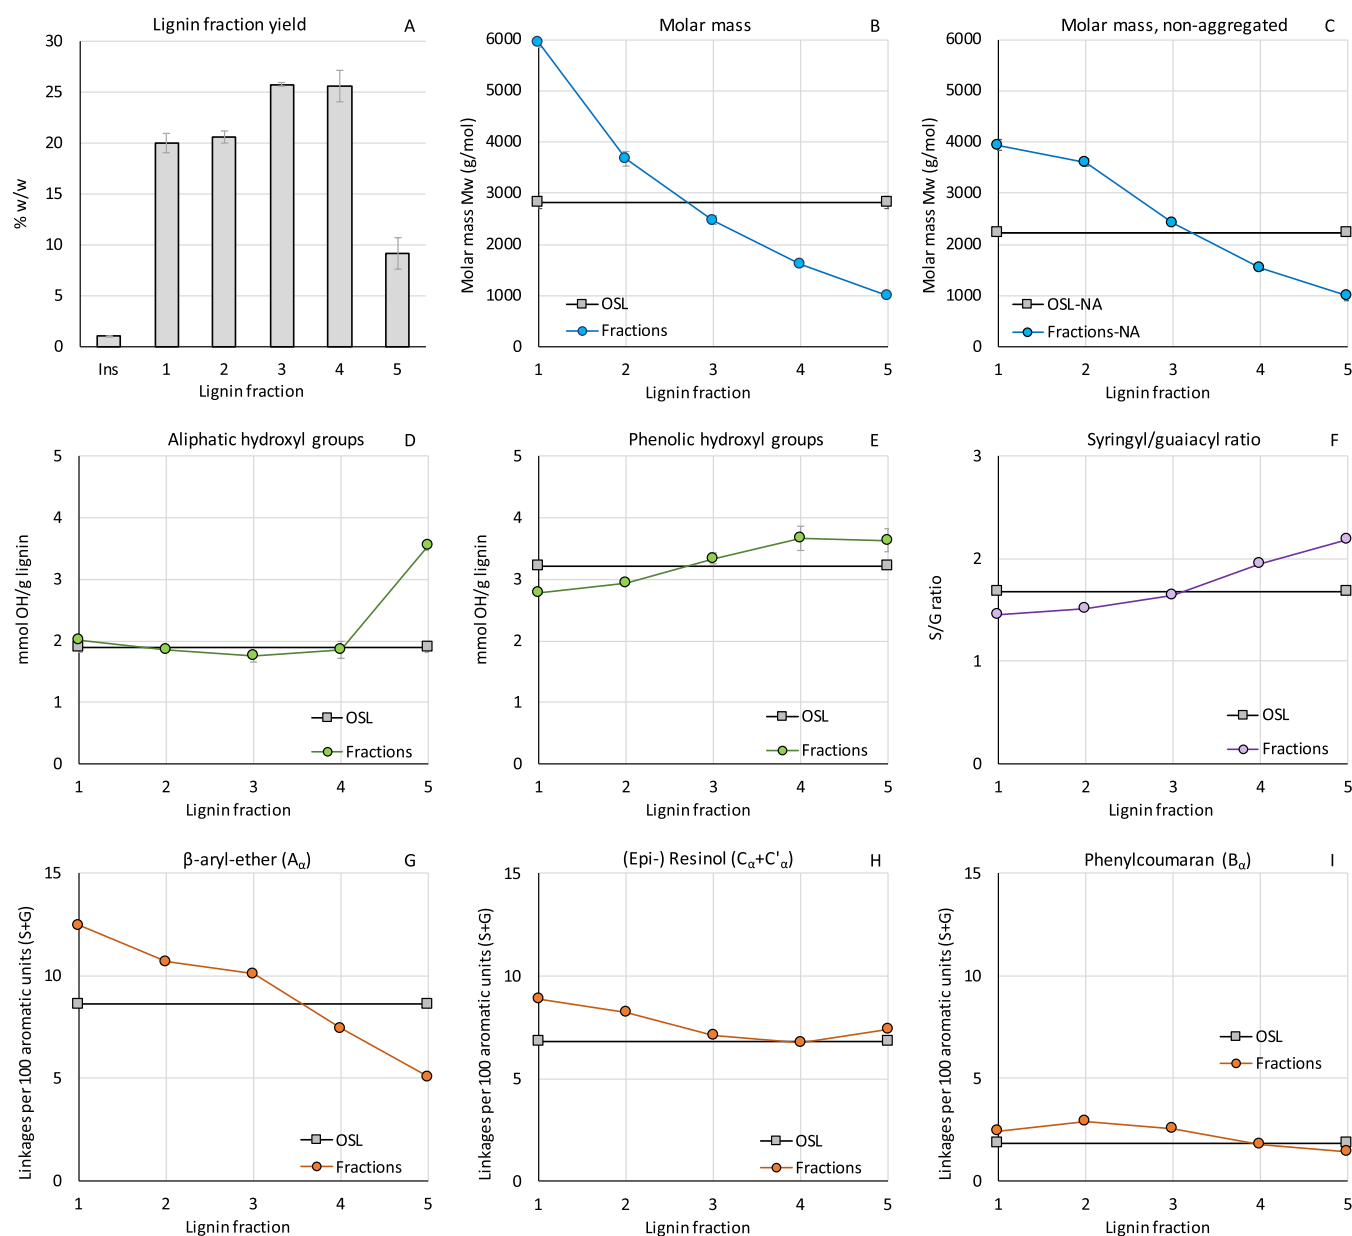 Lignin fraction yield A
30
25
20
15
10
5
0
% w/w
Ins 1 2 3 4 5
Lignin fraction
Molar mass B
6000
5000
4000
3000
2000
1000
0
Molar mass Mw (g/mol)
OSL
Fractions
1 2 3 4 5
Lignin fraction
Molar mass, non-aggregated C
6000
5000
4000
3000
2000
1000
0
Molar mass Mw (g/mol)
OSL-NA
Fractions-NA
1 2 3 4 5
Lignin fraction
Aliphatic hydroxyl groups D
5
4
3
2
1
0
mmol OH/g lignin
OSL
Fractions
1 2 3 4 5
Lignin fraction
Phenolic hydroxyl groups E
5
4
3
2
1
0
mmol OH/g lignin
OSL
Fractions
1 2 3 4 5
Lignin fraction
Syringyl/guaiacyl ratio F
3
2
1
0
S/G ratio
OSL
Fractions
1 2 3 4 5
Lignin fraction
β-aryl-ether (Aα) G
15
10
5
0
Linkages per 100 aromatic units (S+G)
OSL
Fractions
1 2 3 4 5
Lignin fraction
(Epi-) Resinol (Cα+C'α) H
15
10
5
0
Linkages per 100 aromatic units (S+G)
OSL
Fractions
1 2 3 4 5
Lignin fraction
Phenylcoumaran (Bα) I
15
10
5
0
Linkages per 100 aromatic units (S+G)
OSL
Fractions
1 2 3 4 5
Lignin fraction